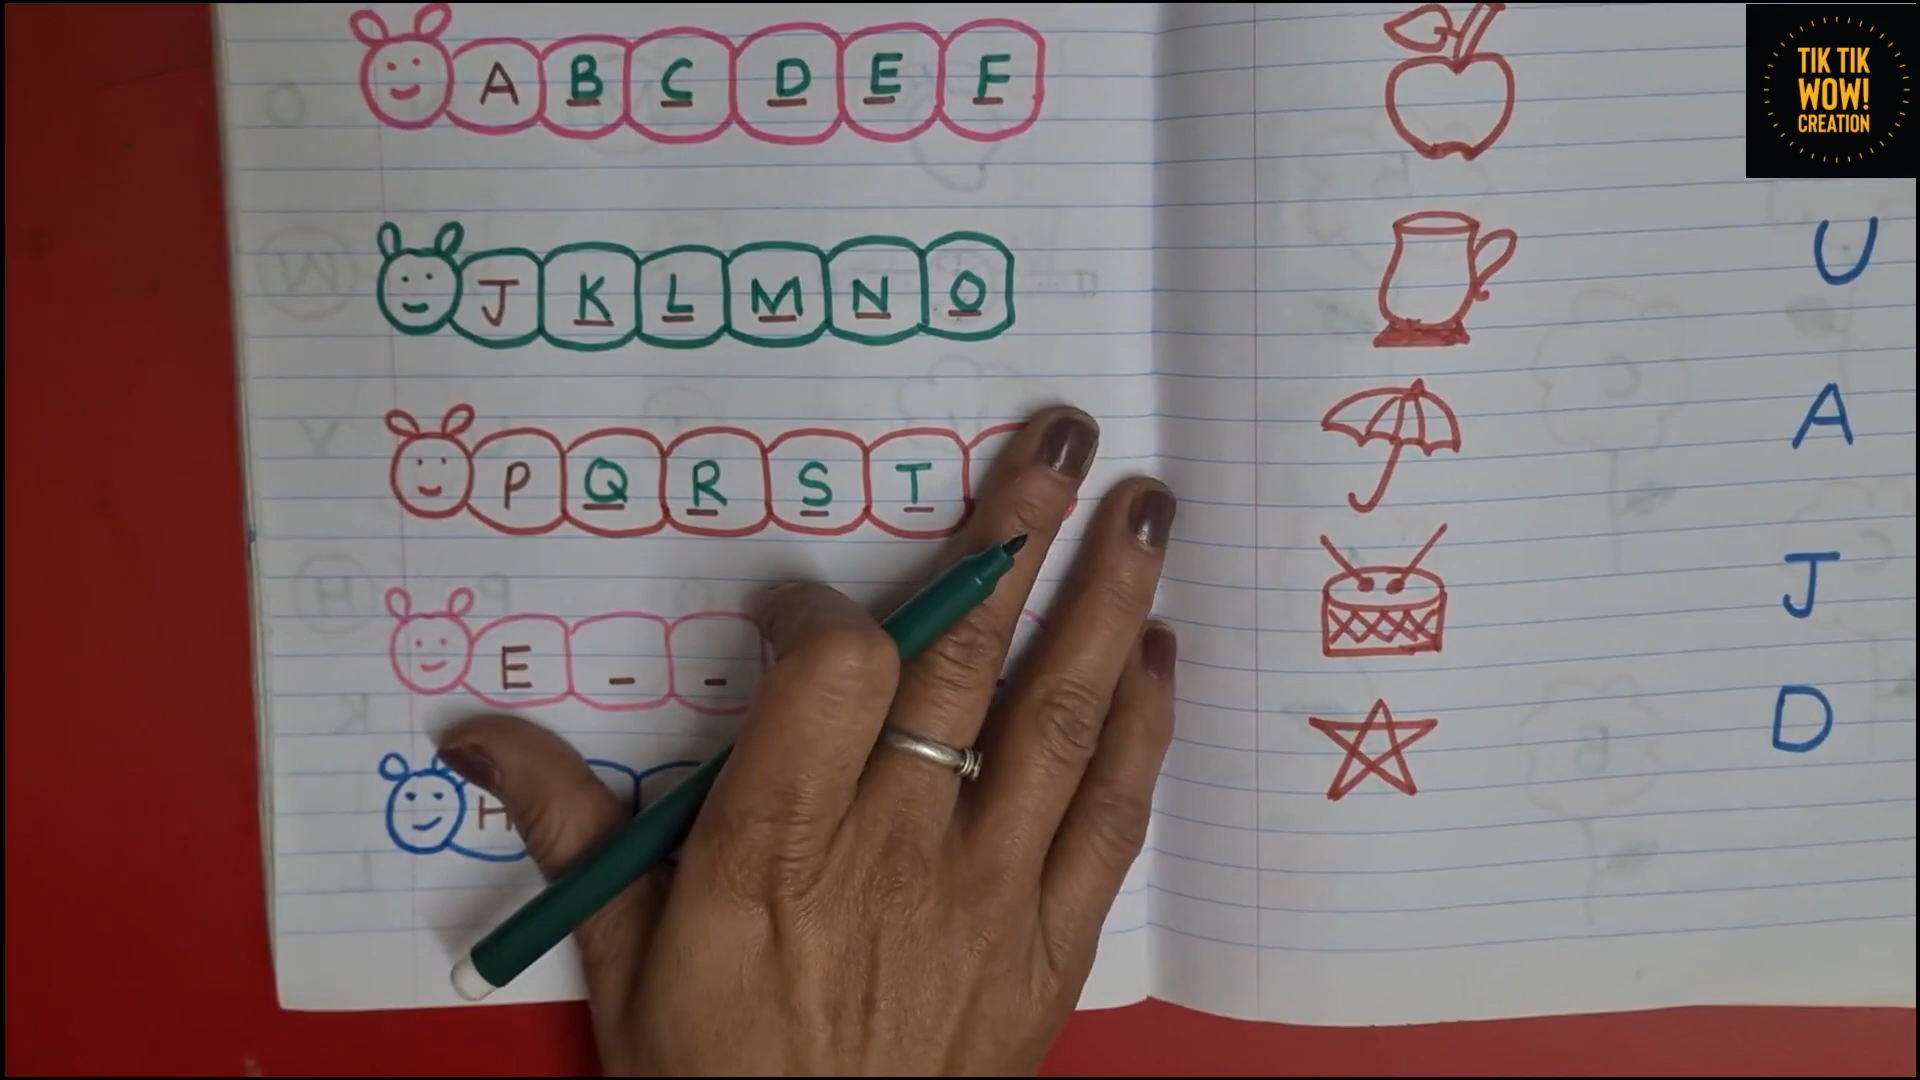 A B C D E F
J K L M N O
P Q R S T
E _ _
H
U
A
J
D
TIK TIK
WOW!
CREATION